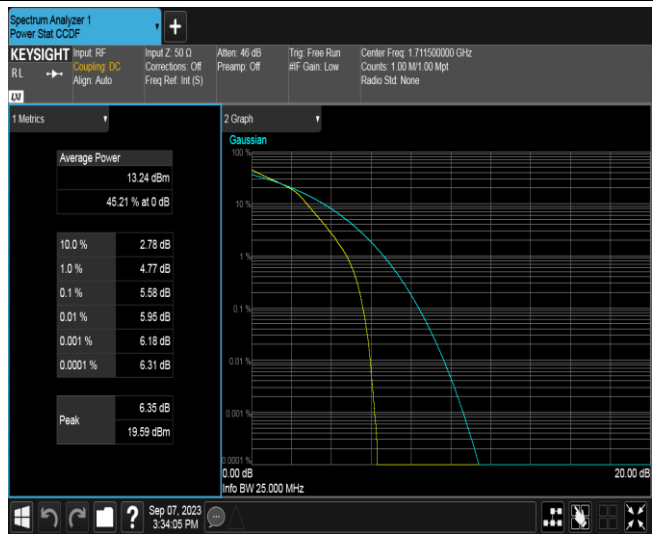 Spectrum Analyzer 1
Power Stat CCDF
+
KEYSIGHT
RL
LXI
Input: RF
Coupling: DC
Align: Auto
Input Z: 50 Ω
Corrections: Off
Freq Ref: Int (S)
Atten: 46 dB
Preamp: Off
Trig: Free Run
#IF Gain: Low
Center Freq: 1.711500000 GHz
Counts: 1.00 M/1.00 Mpt
Radio Std: None
1 Metrics
Average Power
13.24 dBm
45.21 % at 0 dB
10.0 % 2.78 dB
1.0 % 4.77 dB
0.1 % 5.58 dB
0.01 % 5.95 dB
0.001 % 6.18 dB
0.0001 % 6.31 dB
Peak
6.35 dB
19.59 dBm
2 Graph
Gaussian
100 %
10 %
1 %
0.1 %
0.01 %
0.001 %
0.0001 %
0.00 dB 20.00 dB
Info BW 25.000 MHz
?
Sep 07, 2023
3:34:05 PM